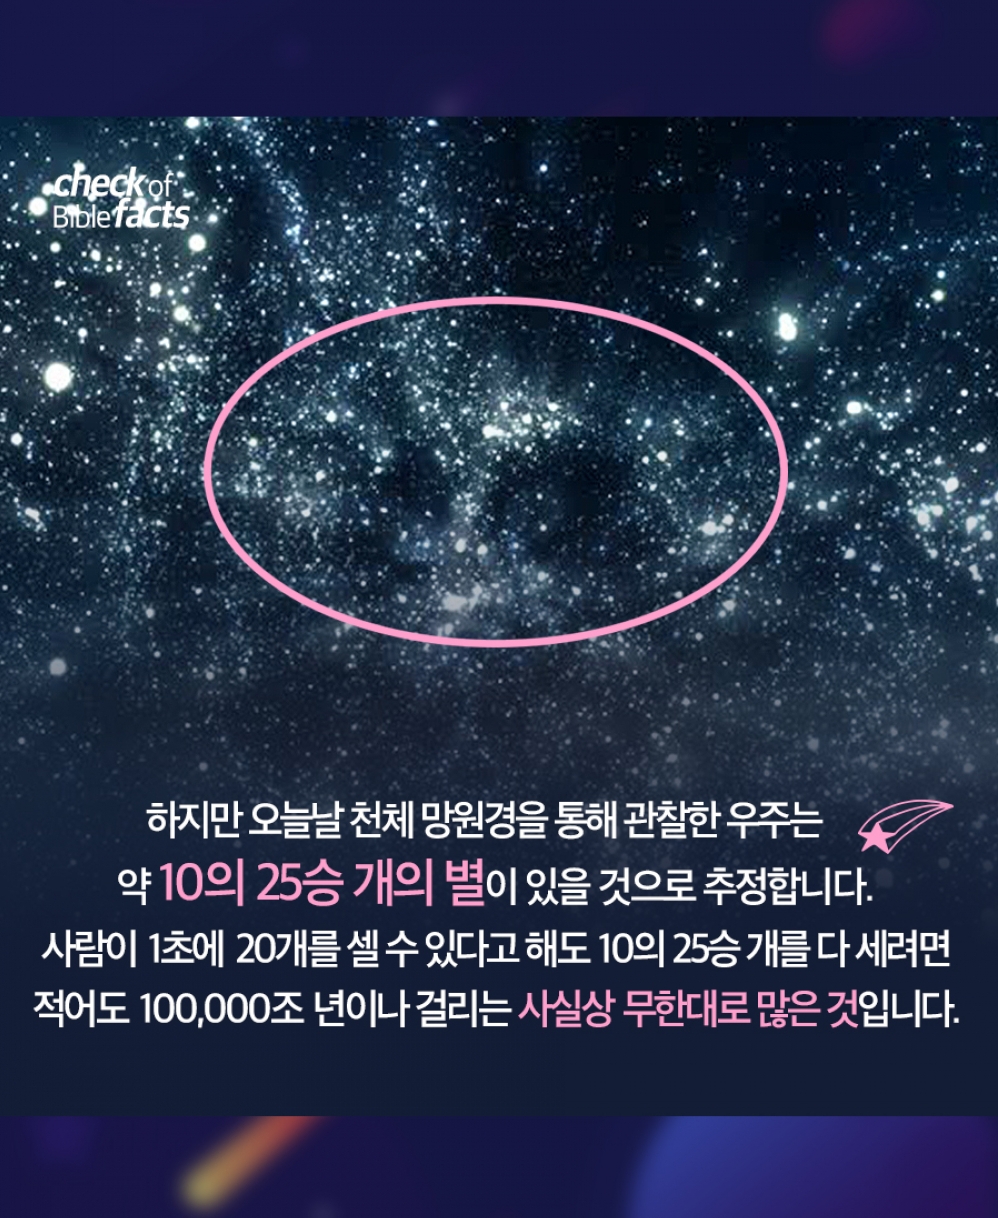 check of
Bible facts
하지만 오늘날 천체 망원경을 통해 관찰한 우주는
약 10의 25승 개의 별이 있을 것으로 추정합니다.
사람이 1초에 20개를 셀 수 있다고 해도 10의 25승 개를 다 세려면
적어도 100,000조 년이나 걸리는 사실상 무한대로 많은 것입니다.